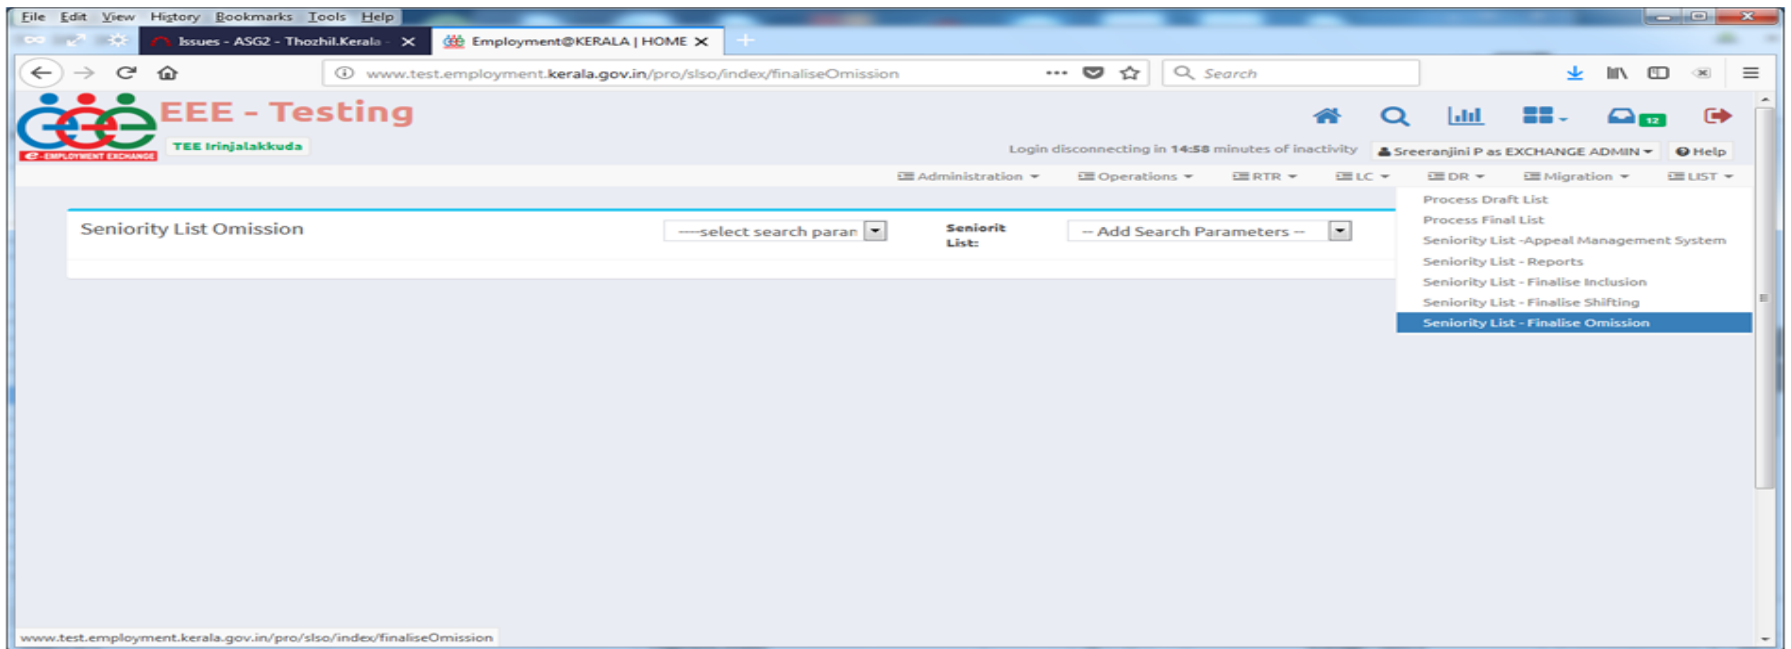 File Edit View History Bookmarks Tools Help
Issues - ASG2 - Thozhil.Kerala - Employment@KERALA | HOME
www.test.employment.kerala.gov.in/pro/slso/index/finaliseOmission Search
EEE - Testing
12
e-EMPLOYMENT EXCHANGE
TEE Irinjalakkuda
Login disconnecting in 14:58 minutes of inactivity Sreeranjini P as EXCHANGE ADMIN Help
Administration Operations RTR LC DR Migration LIST
Process Draft List
Process Final List
Seniority List -Appeal Management System
Seniority List - Reports
Seniority List - Finalise Inclusion
Seniority List - Finalise Shifting
Seniority List - Finalise Omission
Seniority List Omission ----select search paran Seniorit List: -- Add Search Parameters --
www.test.employment.kerala.gov.in/pro/slso/index/finaliseOmission